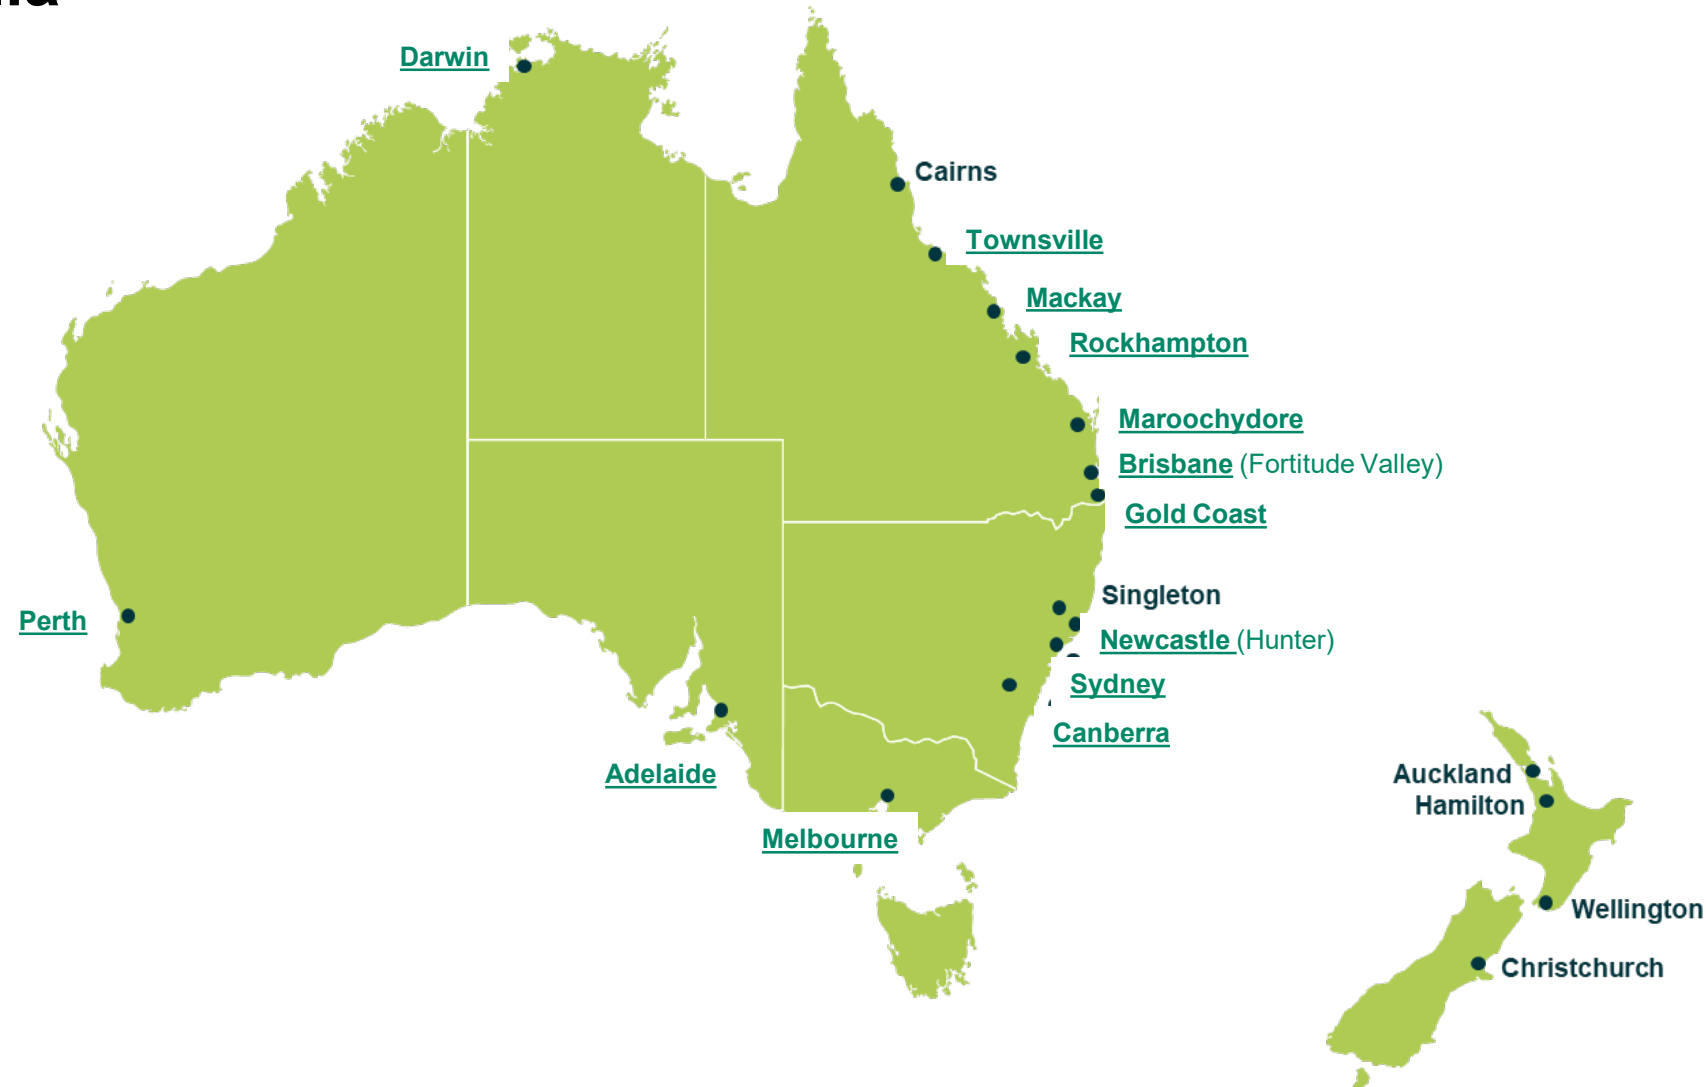 Darwin
Cairns
Townsville
Mackay
Rockhampton
Maroochydore
Brisbane (Fortitude Valley)
Gold Coast
Singleton
Perth
Newcastle (Hunter)
Sydney
Canberra
Adelaide
Auckland
Hamilton
Melbourne
Wellington
Christchurch